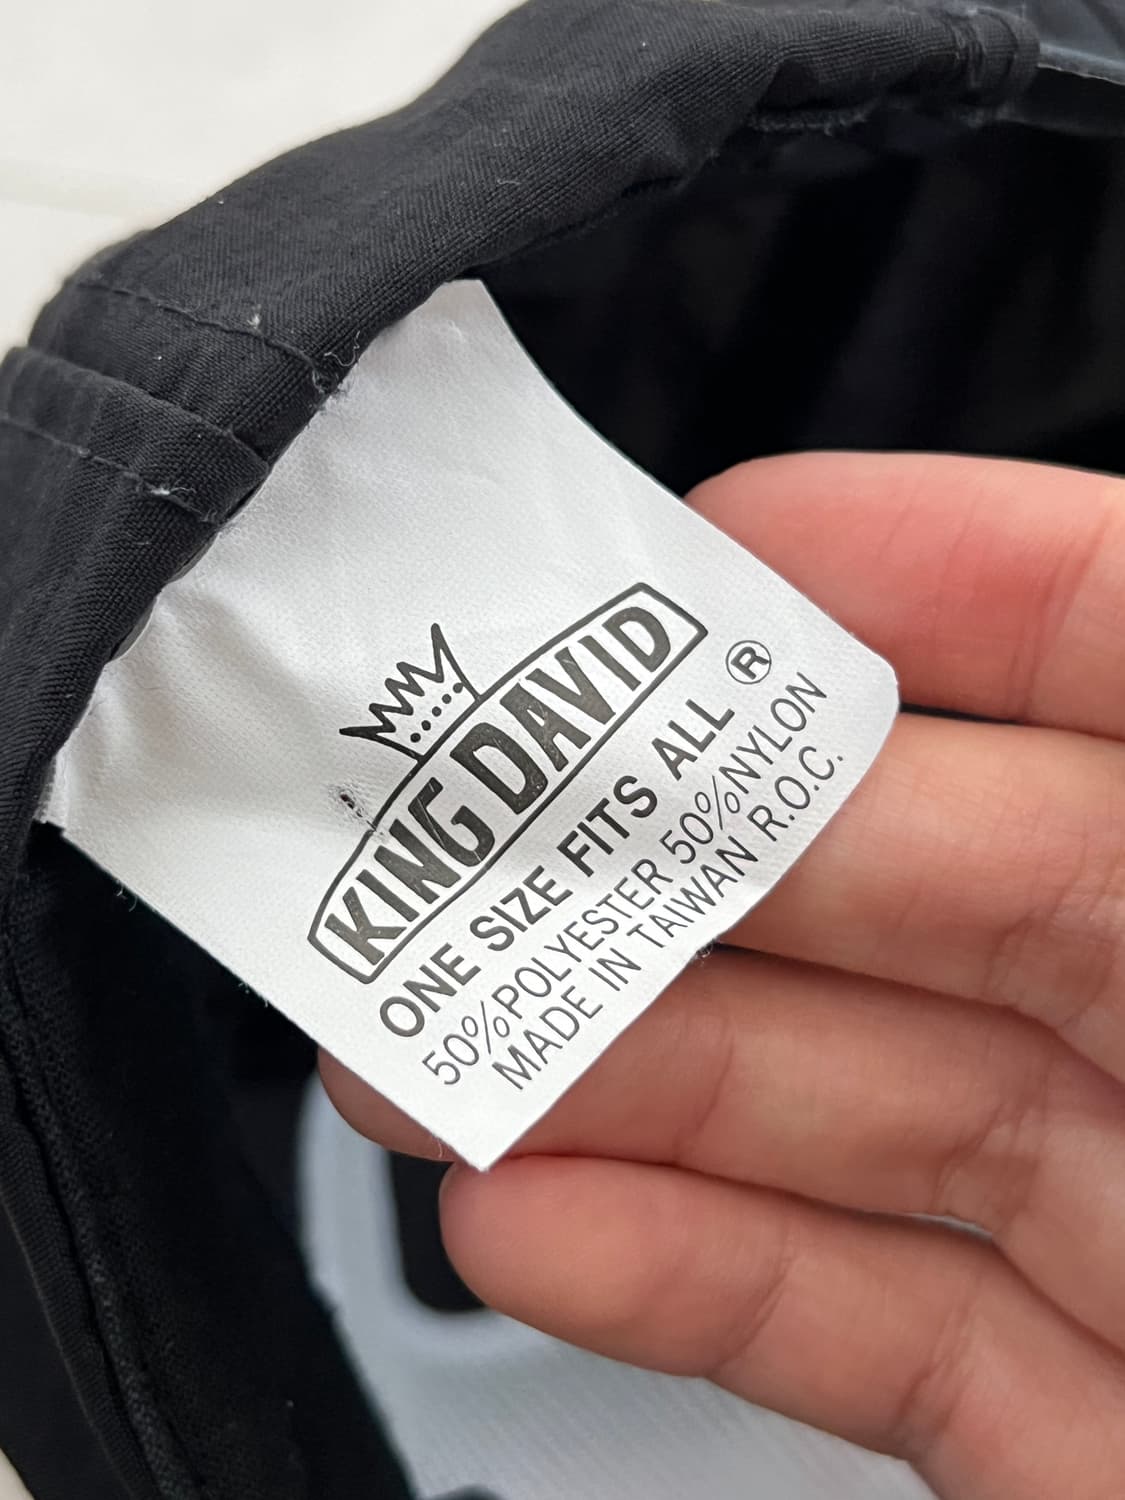 KING DAVID
®
ONE SIZE FITS ALL
50%POLYESTER 50%NYLON
MADE IN TAIWAN R.O.C.